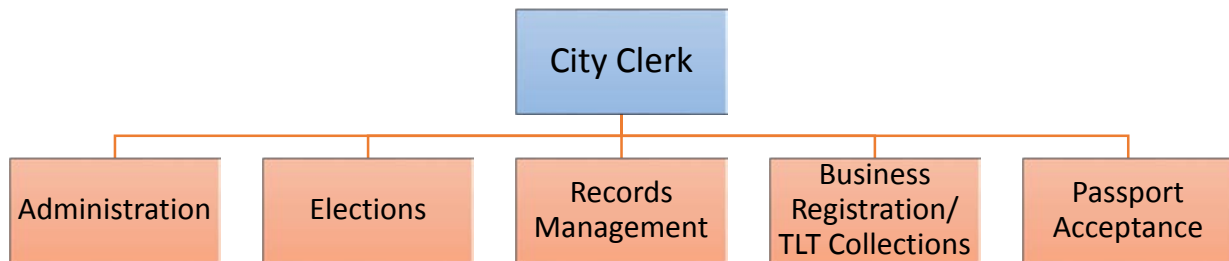 City Clerk
Administration
Elections
Records
Management
Business
Registration/
TLT Collections
Passport
Acceptance